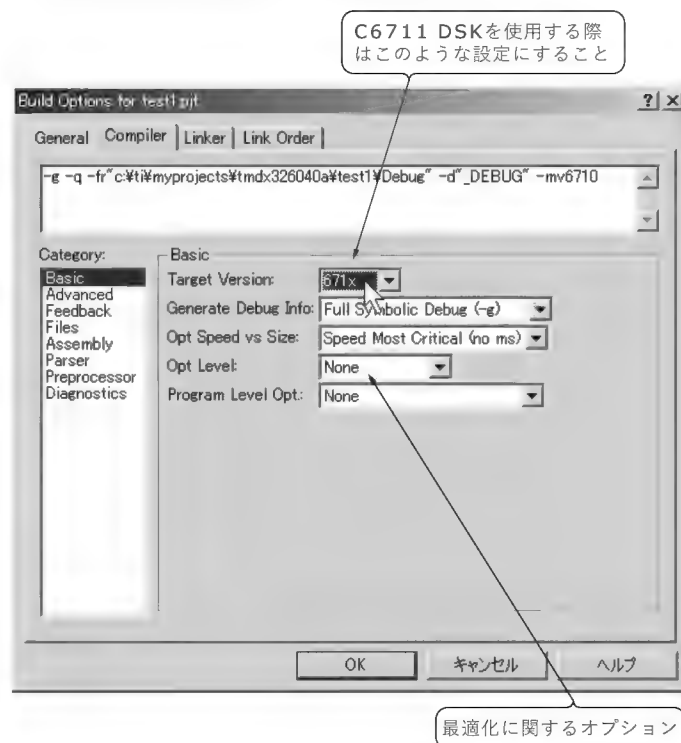 C6711 DSKを使用する際
はこのような設定にすること
Build Options for test1.pjt
General Compiler Linker Link Order
-g -q -fr"c:¥ti¥myprojects¥tmdx326040a¥test1¥Debug" -d"_DEBUG" -mv6710
Category:
Basic
Advanced
Feedback
Files
Assembly
Parser
Preprocessor
Diagnostics
Basic
Target Version: 671x
Generate Debug Info: Full Symbolic Debug (-g)
Opt Speed vs Size: Speed Most Critical (no ms)
Opt Level: None
Program Level Opt.: None
OK キャンセル ヘルプ
最適化に関するオプション